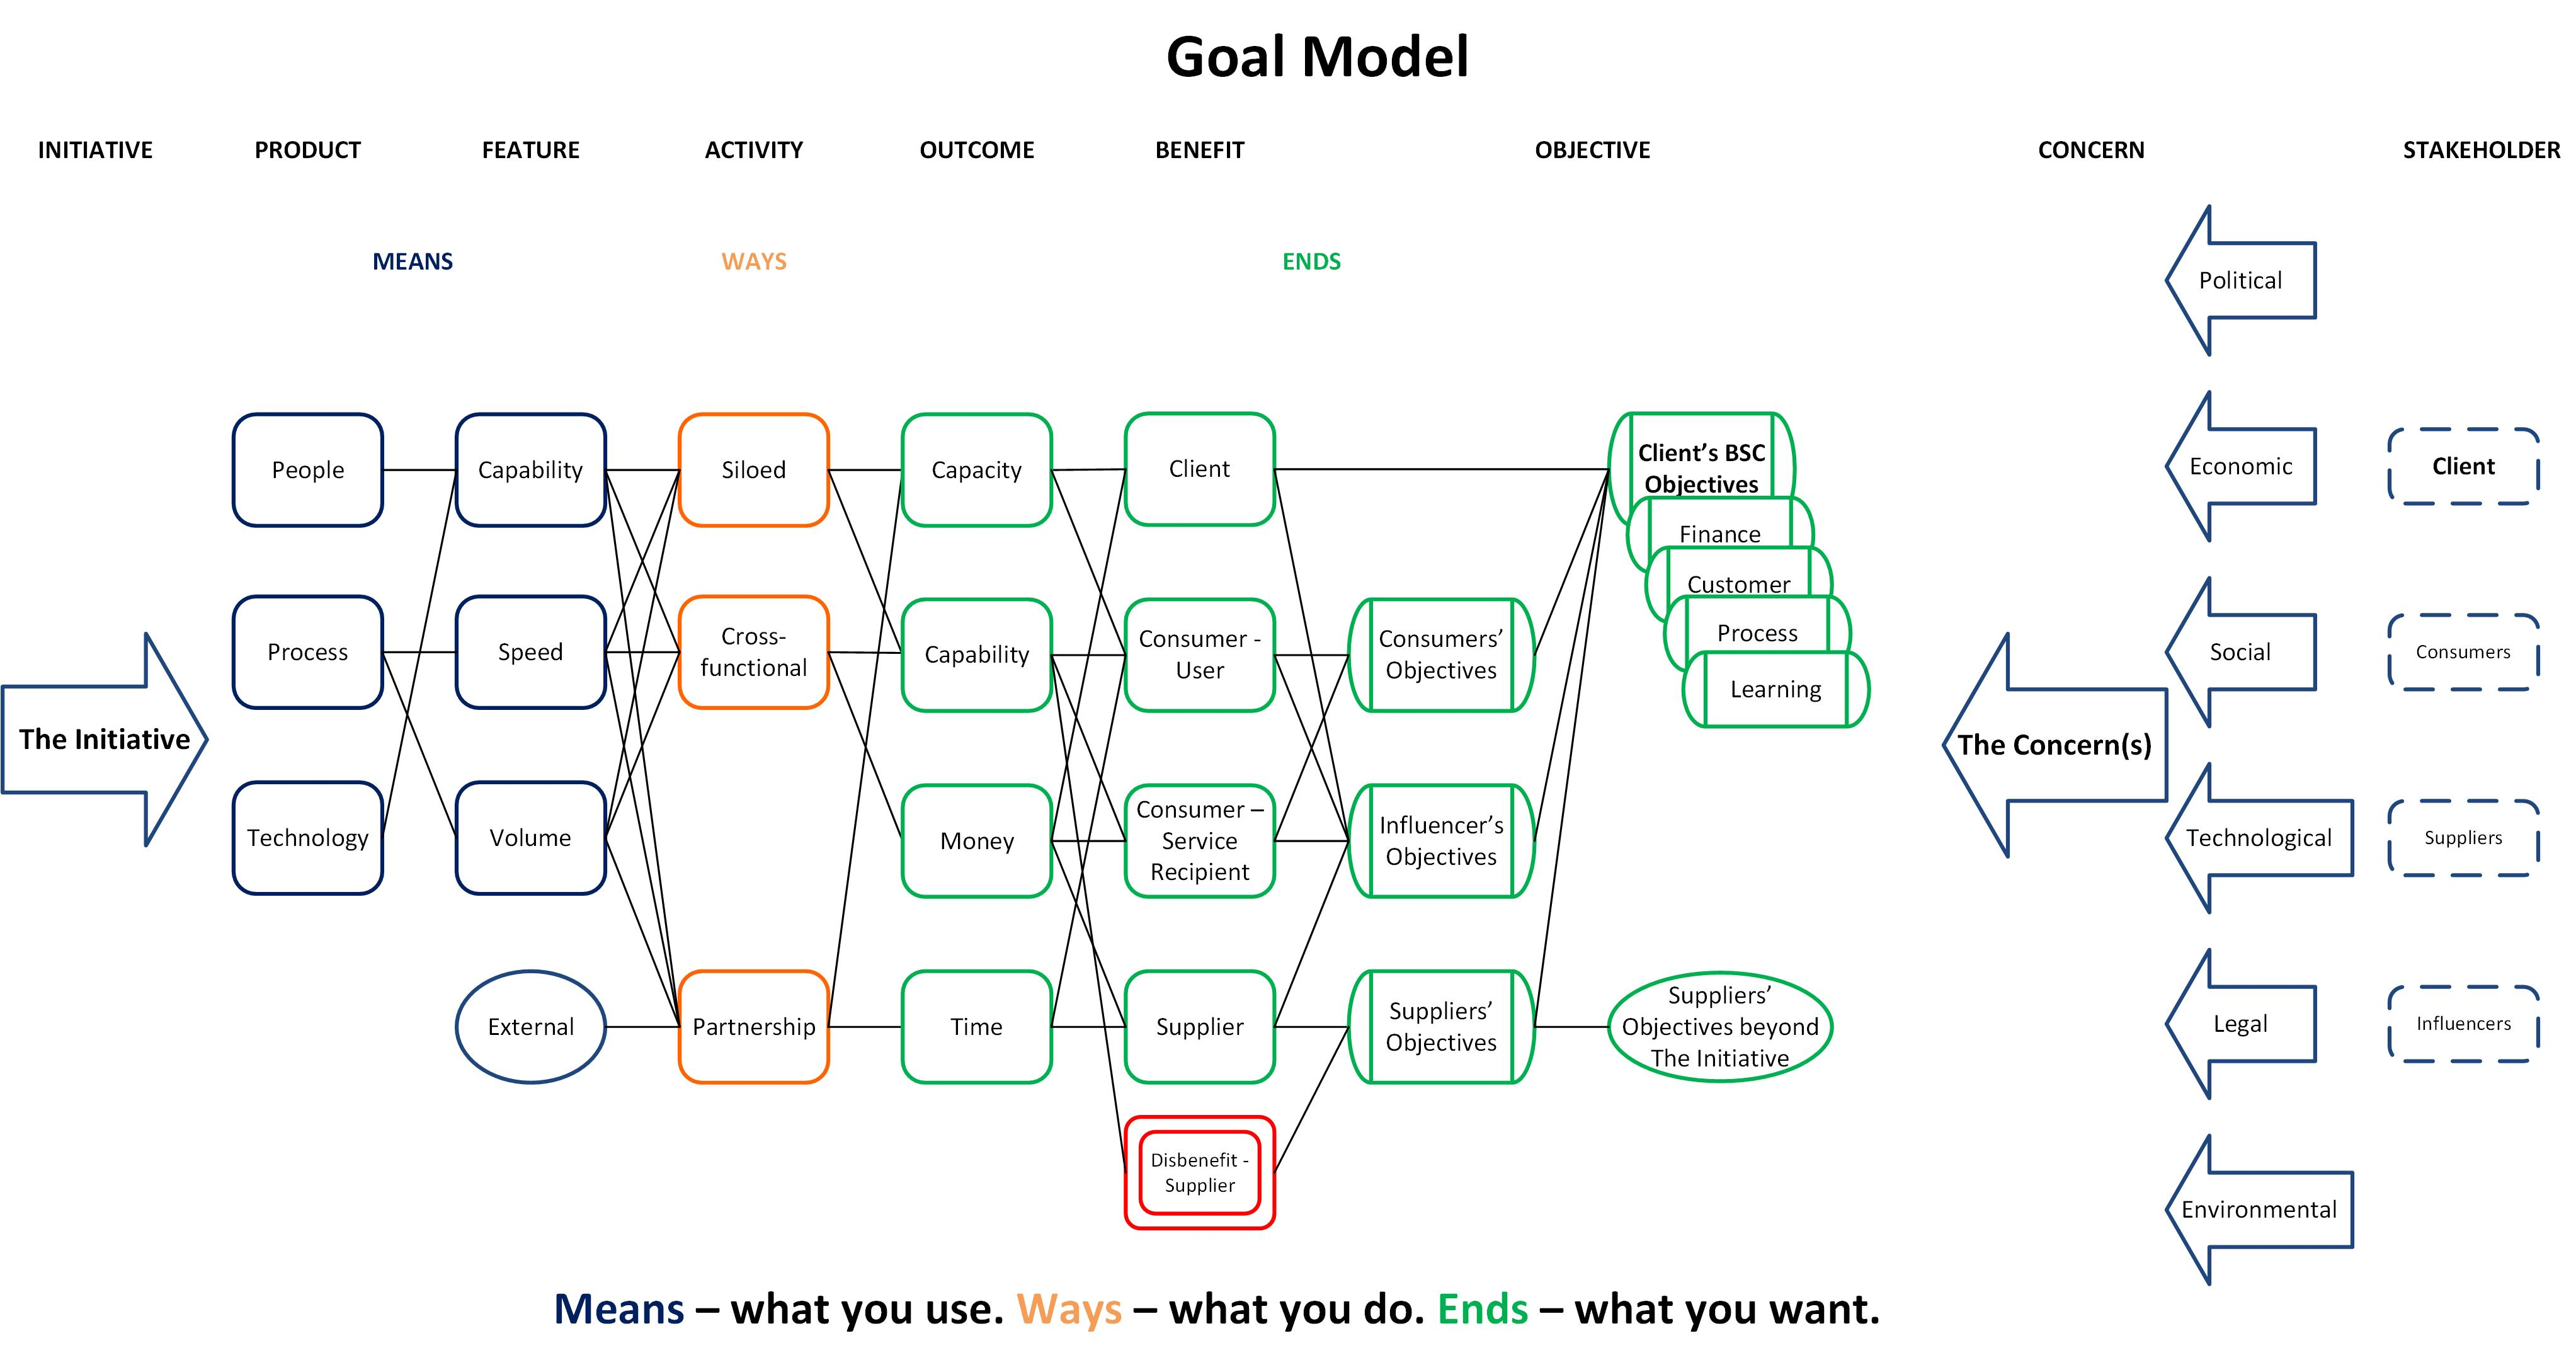 Goal Model
INITIATIVE
PRODUCT
FEATURE
ACTIVITY
OUTCOME
BENEFIT
OBJECTIVE
CONCERN
STAKEHOLDER
MEANS
WAYS
ENDS
The Initiative
People
Process
Technology
Capability
Speed
Volume
External
Siloed
Cross-
functional
Partnership
Capacity
Capability
Money
Time
Client
Consumer -
User
Consumer –
Service
Recipient
Supplier
Disbenefit -
Supplier
Consumers’
Objectives
Influencer’s
Objectives
Suppliers’
Objectives
Client’s BSC
Objectives
Finance
Customer
Process
Learning
Suppliers’
Objectives beyond
The Initiative
The Concern(s)
Political
Economic
Social
Technological
Legal
Environmental
Client
Consumers
Suppliers
Influencers
Means – what you use. Ways – what you do. Ends – what you want.